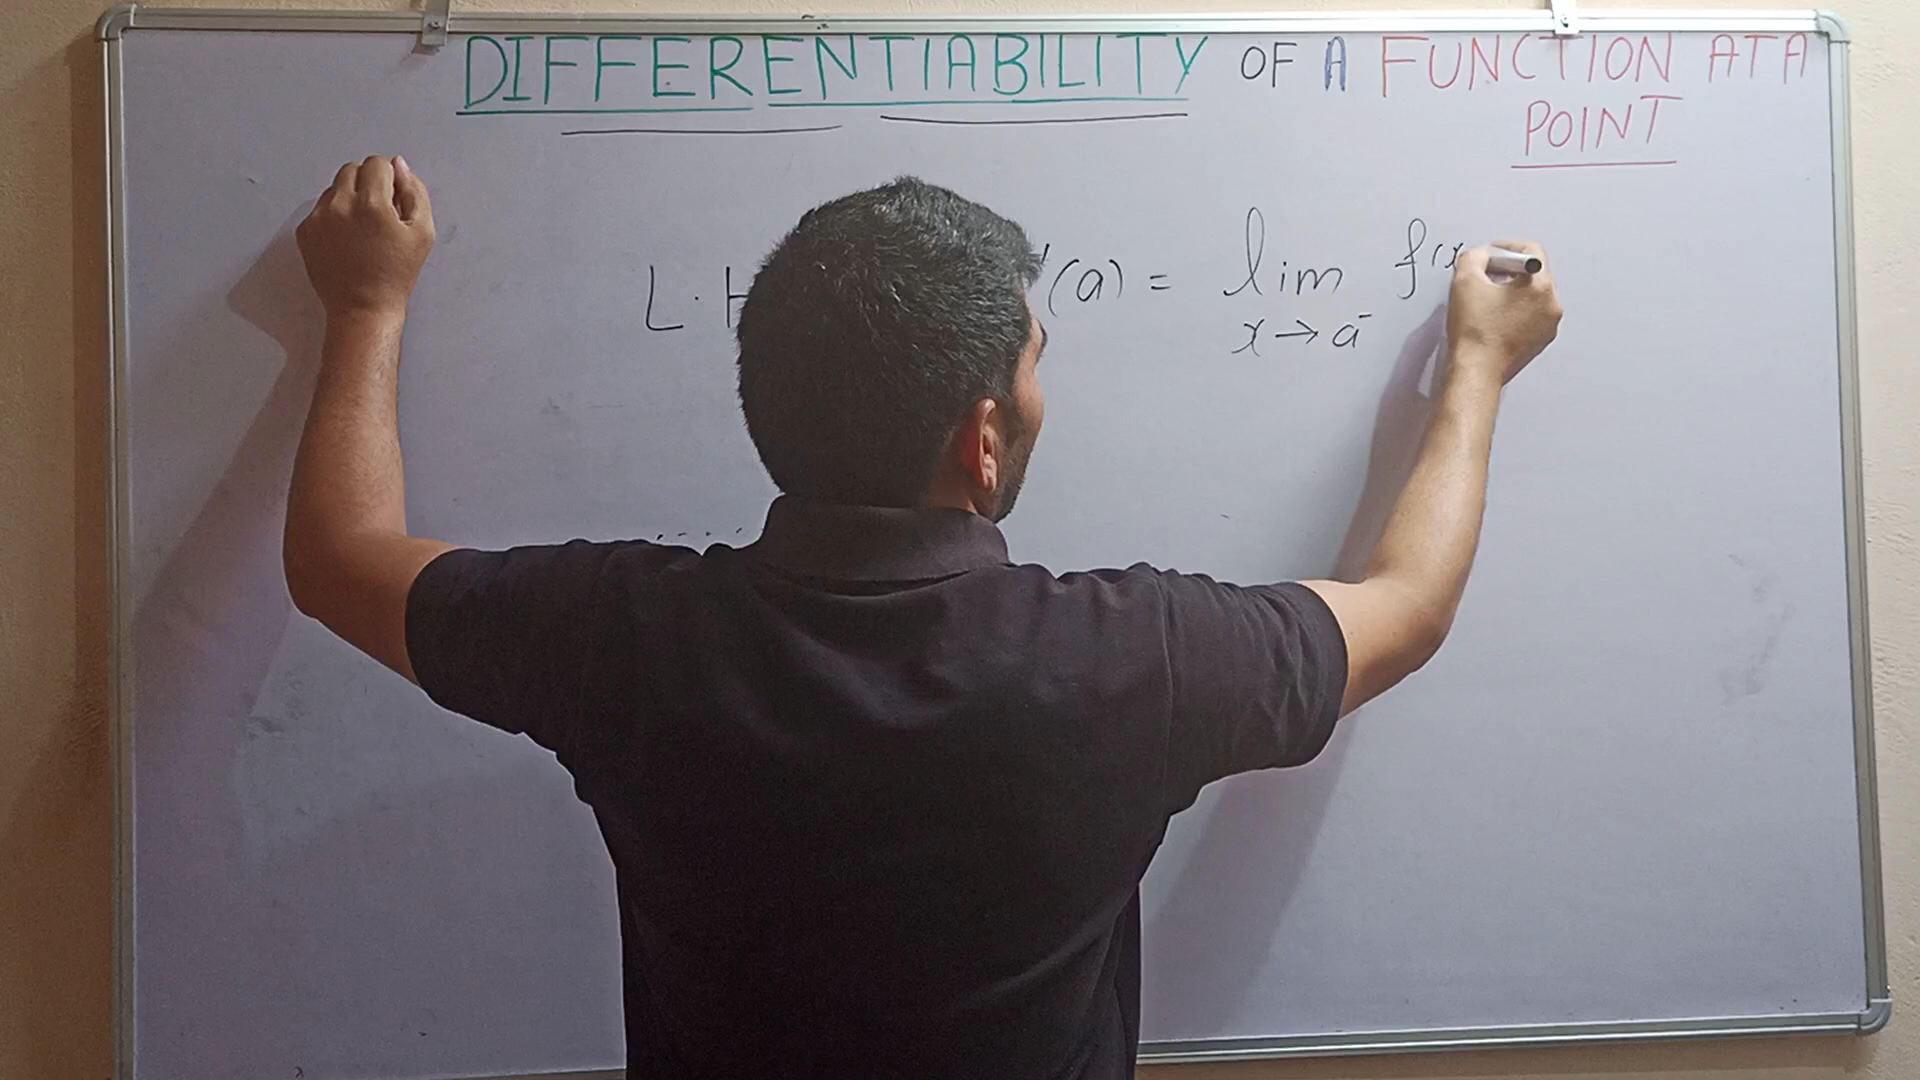 DIFFERENTIABILITY OF A FUNCTION AT A
POINT
L. H '(a) = lim f(x
x → a⁻